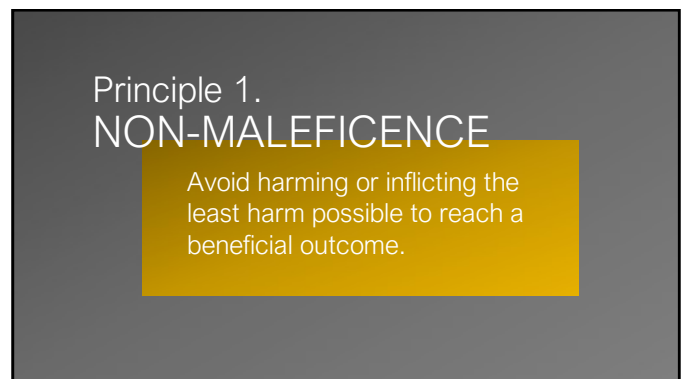 Principle 1.
NON-MALEFICENCE
Avoid harming or inflicting the
least harm possible to reach a
beneficial outcome.